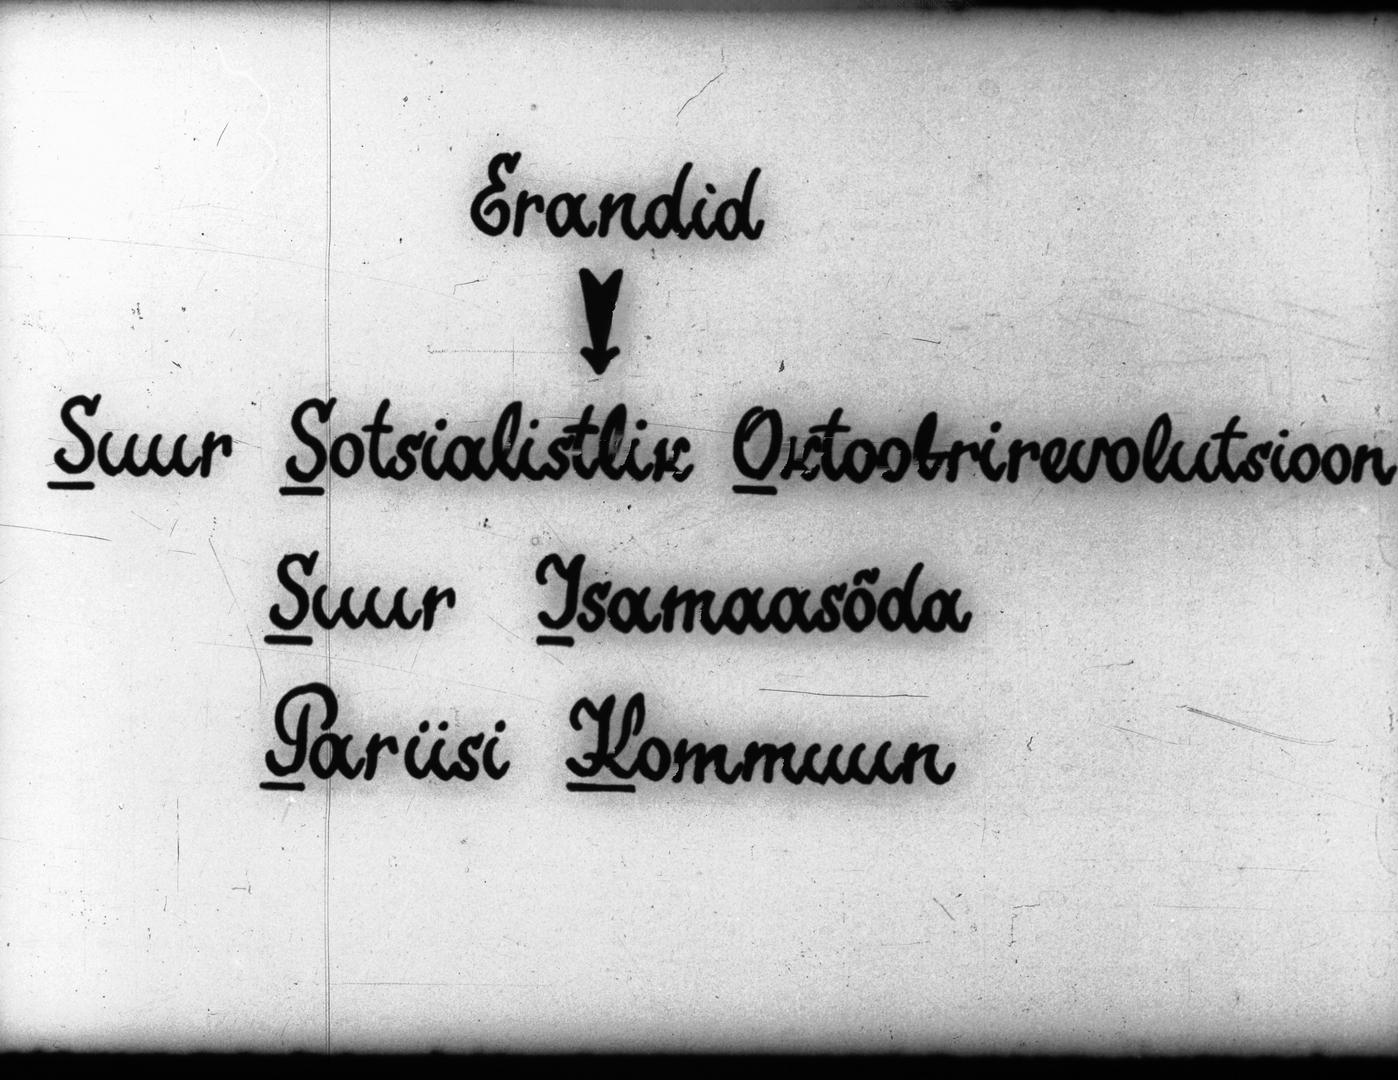 Erandid
Suur Sotsialistlik Oktoobrirevolutsioon
Suur Isamaasõda
Pariisi Kommuun